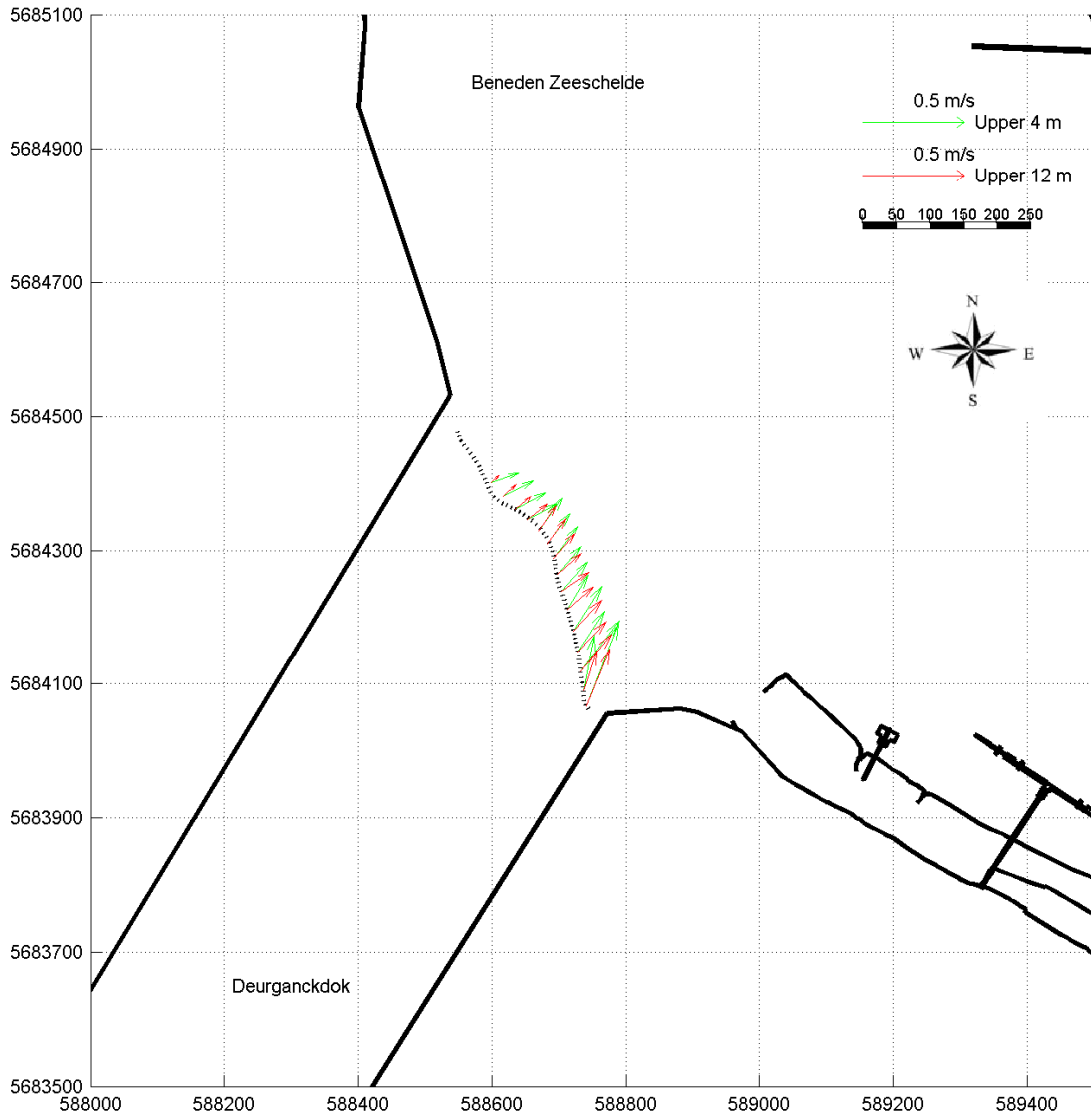 5685100
Beneden Zeeschelde
0.5 m/s
Upper 4 m
5684900
0.5 m/s
Upper 12 m
0 50 100 150 200 250
5684700
N
W E
S
5684500
5684300
5684100
5683900
5683700
Deurganckdok
5683500
588000 588200 588400 588600 588800 589000 589200 589400